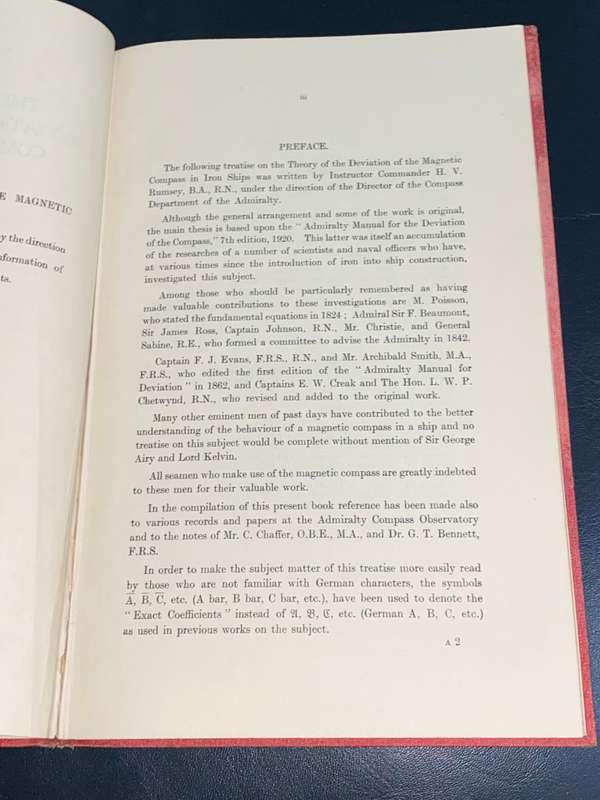 E MAGNETIC
y the direction
nformation of
ts.
iii
PREFACE.
The following treatise on the Theory of the Deviation of the Magnetic
Compass in Iron Ships was written by Instructor Commander H. V.
Rumsey, B.A., R.N., under the direction of the Director of the Compass
Department of the Admiralty.
Although the general arrangement and some of the work is original,
the main thesis is based upon the “ Admiralty Manual for the Deviation
of the Compass,” 7th edition, 1920. This latter was itself an accumulation
of the researches of a number of scientists and naval officers who have,
at various times since the introduction of iron into ship construction,
investigated this subject.
Among those who should be particularly remembered as having
made valuable contributions to these investigations are M. Poisson,
who stated the fundamental equations in 1824 ; Admiral Sir F. Beaumont,
Sir James Ross, Captain Johnson, R.N., Mr. Christie, and General
Sabine, R.E., who formed a committee to advise the Admiralty in 1842.
Captain F. J. Evans, F.R.S., R.N., and Mr. Archibald Smith, M.A.,
F.R.S., who edited the first edition of the “ Admiralty Manual for
Deviation ” in 1862, and Captains E. W. Creak and The Hon. L. W. P.
Chetwynd, R.N., who revised and added to the original work.
Many other eminent men of past days have contributed to the better
understanding of the behaviour of a magnetic compass in a ship and no
treatise on this subject would be complete without mention of Sir George
Airy and Lord Kelvin.
All seamen who make use of the magnetic compass are greatly indebted
to these men for their valuable work.
In the compilation of this present book reference has been made also
to various records and papers at the Admiralty Compass Observatory
and to the notes of Mr. C. Chaffer, O.B.E., M.A., and Dr. G. T. Bennett,
F.R.S.
In order to make the subject matter of this treatise more easily read
by those who are not familiar with German characters, the symbols
A̅, B̅, C̅, etc. (A bar, B bar, C bar, etc.), have been used to denote the
“ Exact Coefficients ” instead of 𝔄, 𝔅, ℭ, etc. (German A, B, C, etc.)
as used in previous works on the subject.
A 2